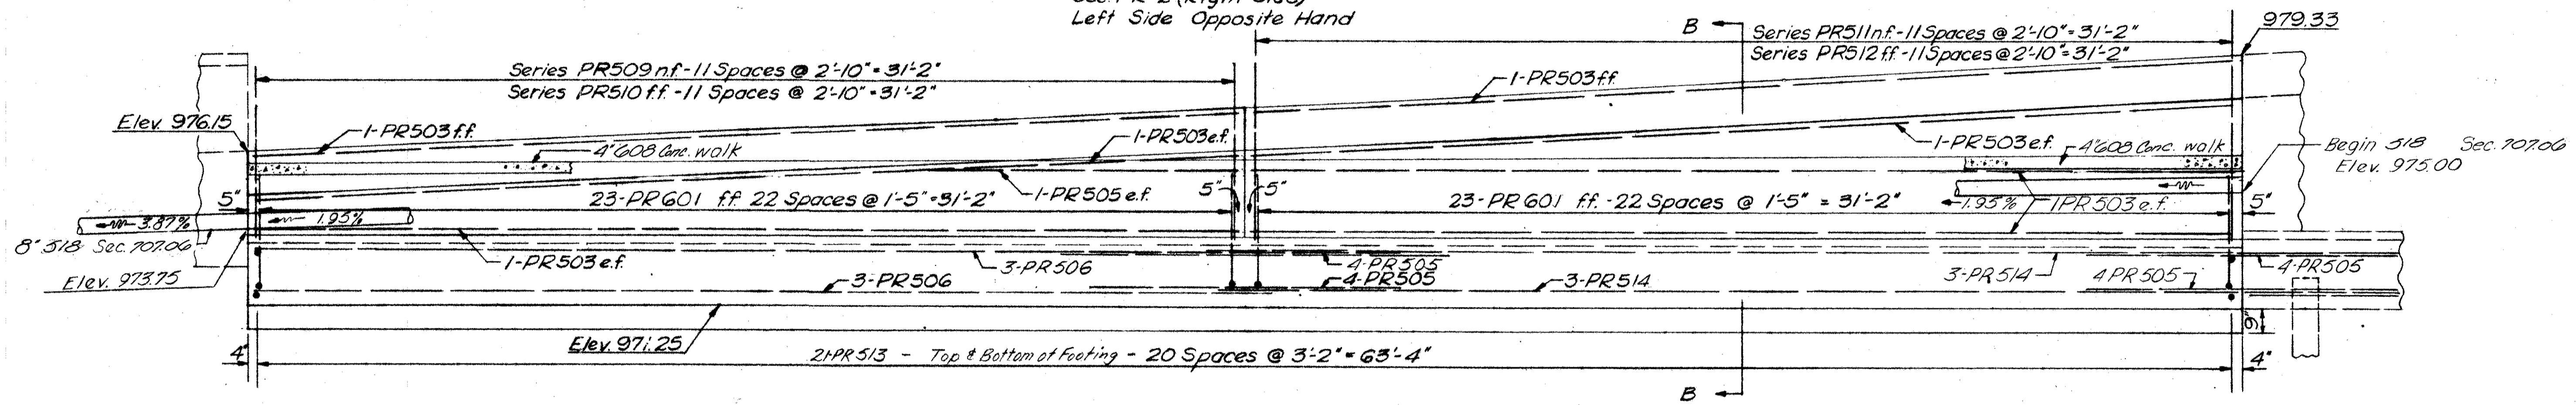 Left Side Opposite Hand
B
979.33
Series PR511 n.f. - 11 Spaces @ 2'-10" = 31'-2"
Series PR512 f.f. - 11 Spaces @ 2'-10" = 31'-2"
Series PR509 n.f. - 11 Spaces @ 2'-10" = 31'-2"
Series PR510 f.f. - 11 Spaces @ 2'-10" = 31'-2"
1-PR503 f.f.
Elev. 976.15
1-PR503 f.f.
1-PR503 e.f.
1-PR503 e.f.
4" 608 Conc. walk
4" 608 Conc. walk
Begin 518 Sec. 707.06
Elev. 975.00
1-PR505 e.f.
5"
23-PR601 f.f. 22 Spaces @ 1'-5" = 31'-2"
5"
5"
23-PR601 f.f. - 22 Spaces @ 1'-5" = 31'-2"
1.95%
1PR503 e.f.
5"
3.87%
1.95%
8" 518 Sec. 707.06
1-PR503 e.f.
3-PR506
4-PR505
3-PR514
4PR505
4-PR505
Elev. 973.75
3-PR506
4-PR505
3-PR514
Elev. 971.25
9"
4"
21-PR513 - Top & Bottom of Footing - 20 Spaces @ 3'-2" = 63'-4"
4"
B